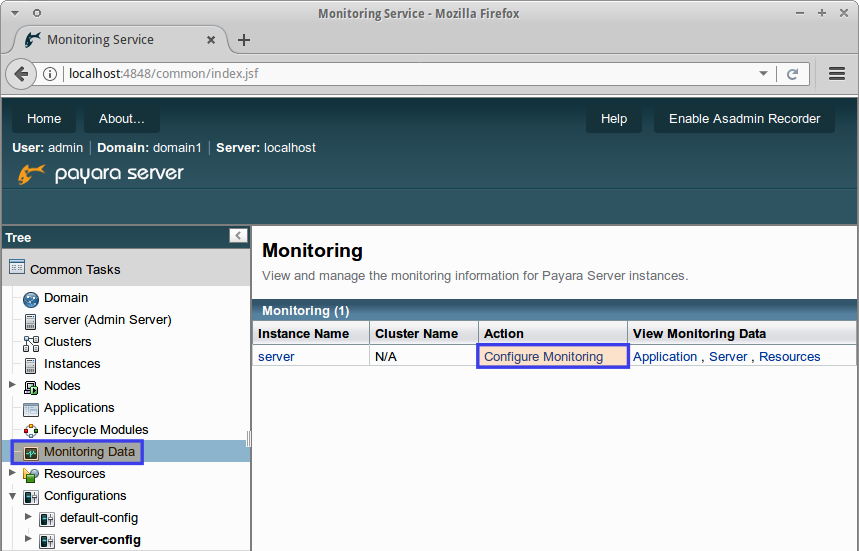 Monitoring Service - Mozilla Firefox
Monitoring Service
localhost:4848/common/index.jsf
Home About... Help Enable Asadmin Recorder
User: admin Domain: domain1 Server: localhost
payara server
Tree
Common Tasks
Domain
server (Admin Server)
Clusters
Instances
Nodes
Applications
Lifecycle Modules
Monitoring Data
Resources
Configurations
default-config
server-config
Monitoring
View and manage the monitoring information for Payara Server instances.
Monitoring (1)
Instance Name Cluster Name Action View Monitoring Data
server N/A Configure Monitoring Application , Server , Resources